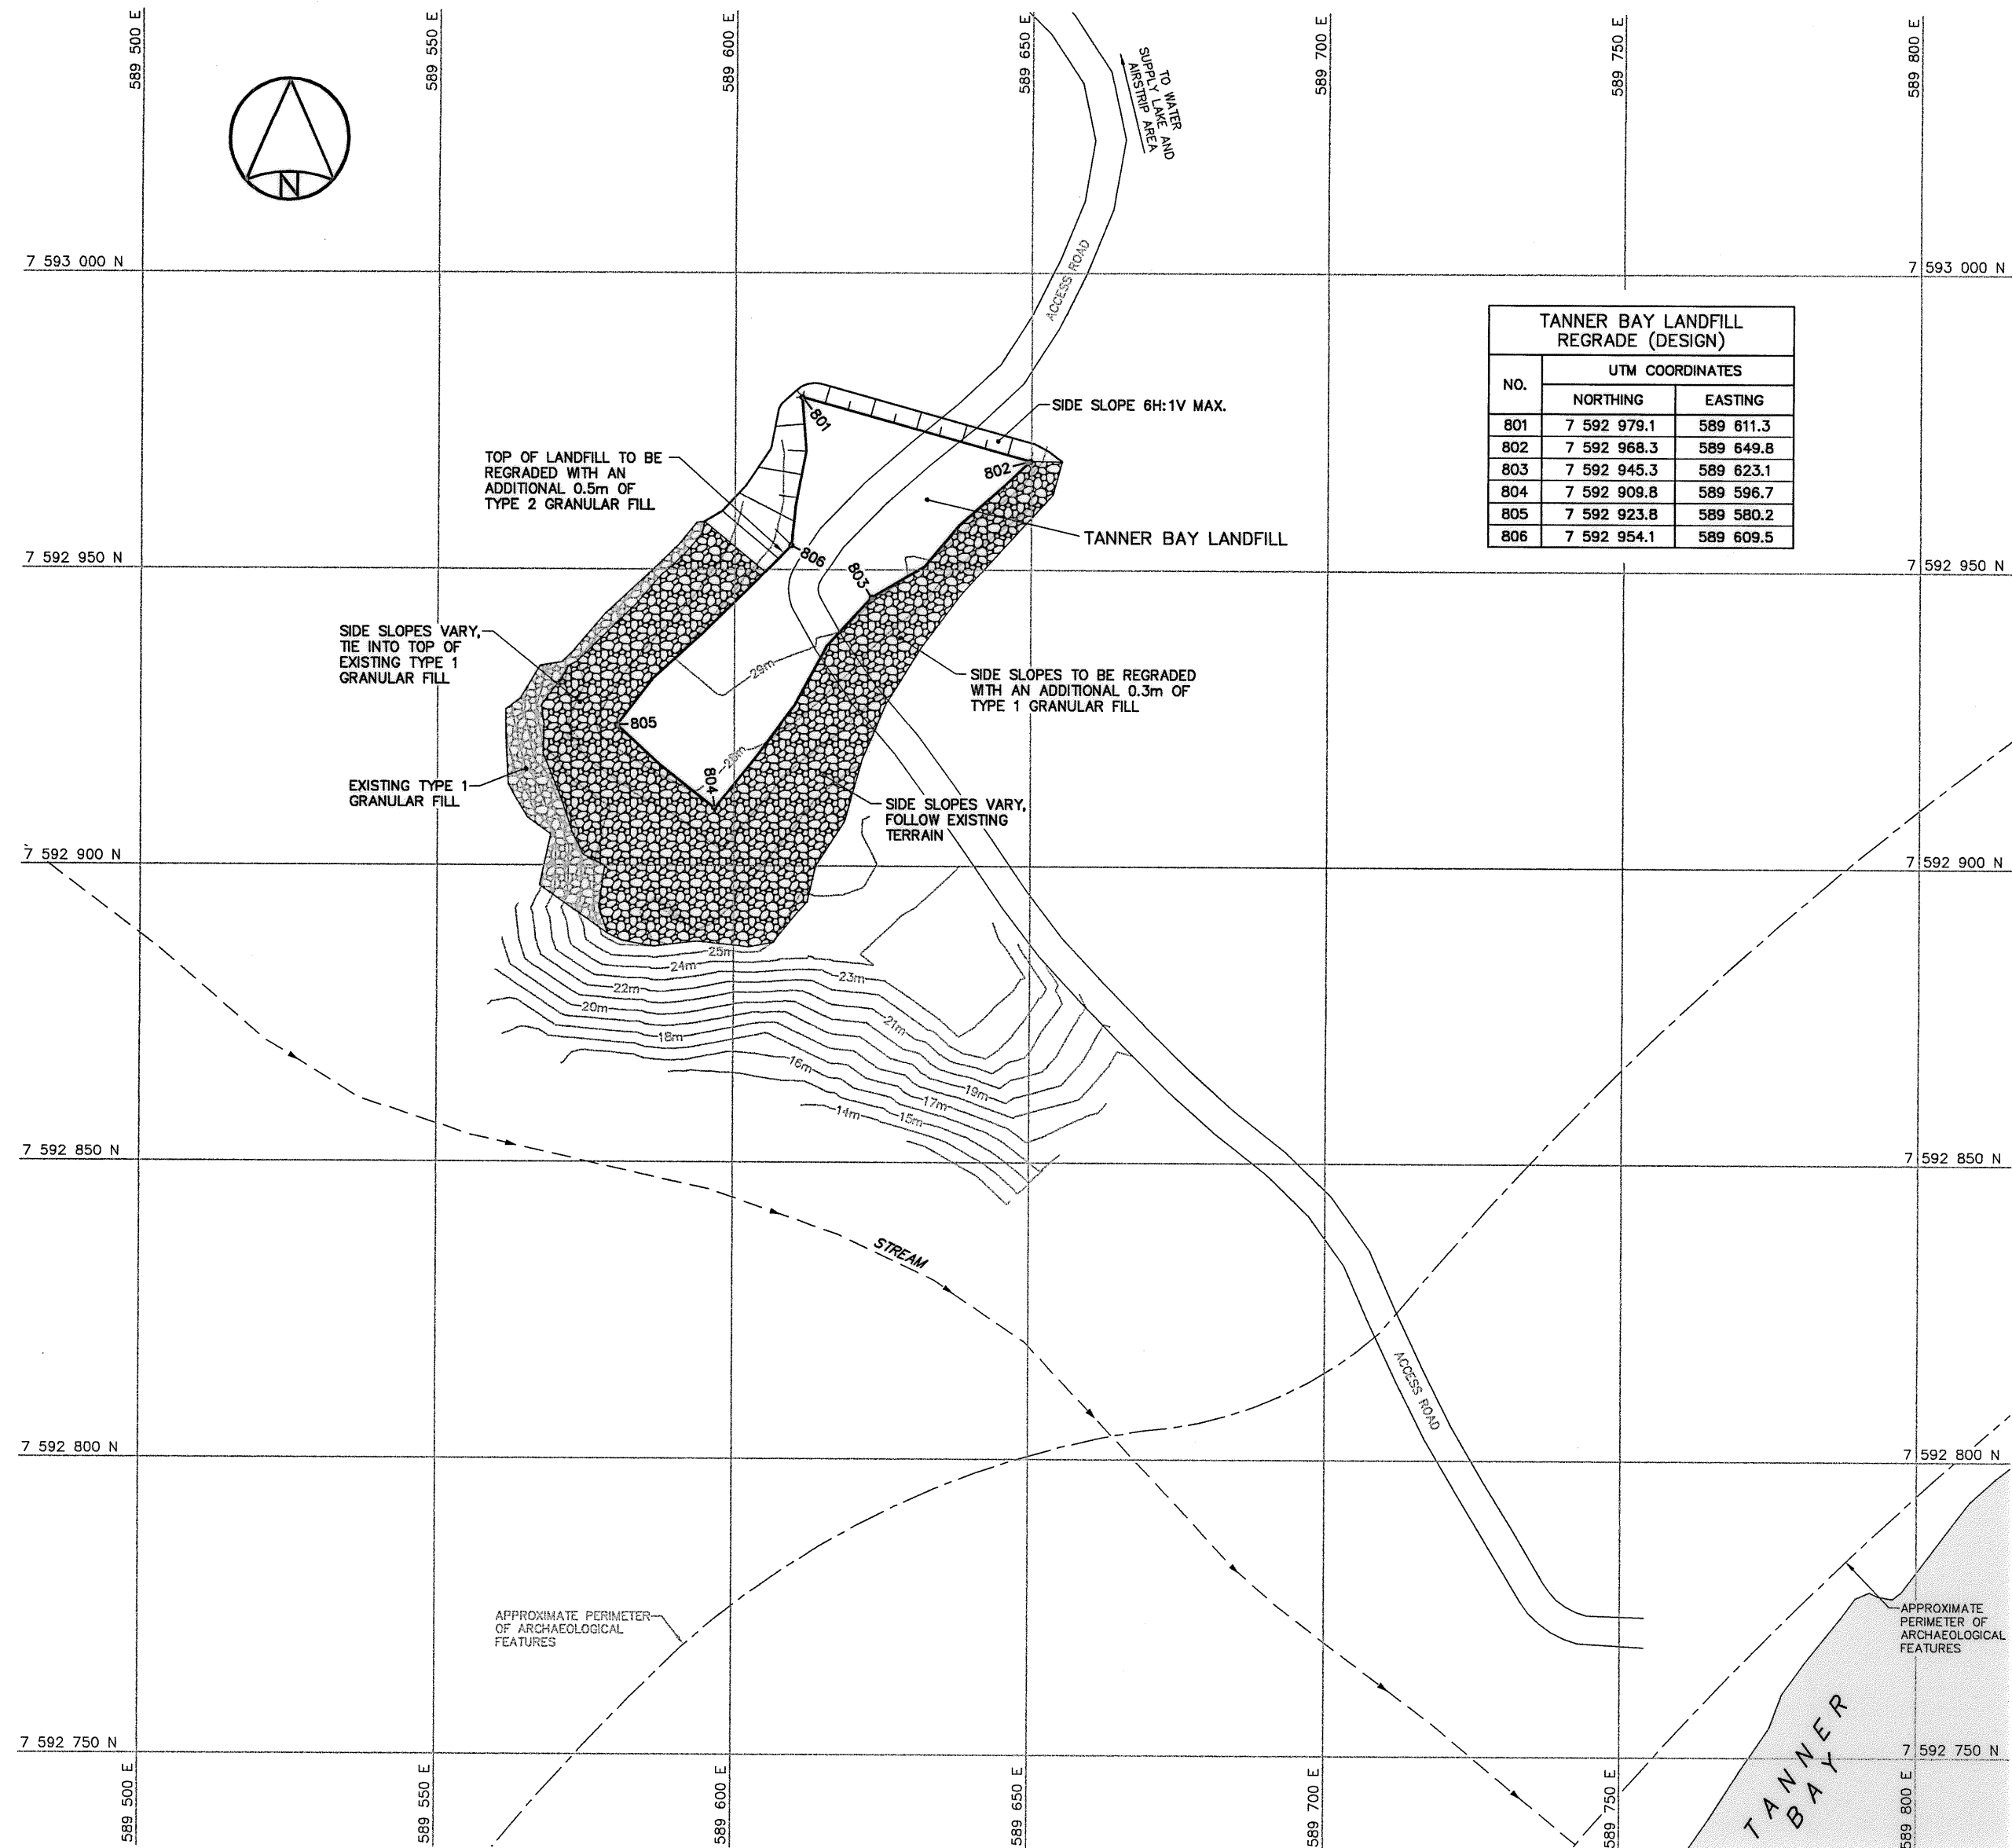 589 500 E
589 550 E
589 600 E
589 650 E
589 700 E
589 750 E
589 800 E
N
TO WATER
SUPPLY LAKE AND
AIRSTRIP AREA
ACCESS ROAD
7 593 000 N
7 593 000 N
TANNER BAY LANDFILL
REGRADE (DESIGN)
NO.
UTM COORDINATES
NORTHING EASTING
801 7 592 979.1 589 611.3
802 7 592 968.3 589 649.8
803 7 592 945.3 589 623.1
804 7 592 909.8 589 596.7
805 7 592 923.8 589 580.2
806 7 592 954.1 589 609.5
SIDE SLOPE 6H:1V MAX.
801
802
TOP OF LANDFILL TO BE
REGRADED WITH AN
ADDITIONAL 0.5m OF
TYPE 2 GRANULAR FILL
TANNER BAY LANDFILL
806
803
7 592 950 N
7 592 950 N
SIDE SLOPES VARY,
TIE INTO TOP OF
EXISTING TYPE 1
GRANULAR FILL
29m
SIDE SLOPES TO BE REGRADED
WITH AN ADDITIONAL 0.3m OF
TYPE 1 GRANULAR FILL
805
804
EXISTING TYPE 1
GRANULAR FILL
SIDE SLOPES VARY,
FOLLOW EXISTING
TERRAIN
7 592 900 N
7 592 900 N
25m
24m
23m
22m
20m
21m
18m
16m
19m
17m
15m
14m
7 592 850 N
7 592 850 N
STREAM
ACCESS ROAD
7 592 800 N
7 592 800 N
APPROXIMATE PERIMETER
OF ARCHAEOLOGICAL
FEATURES
APPROXIMATE
PERIMETER OF
ARCHAEOLOGICAL
FEATURES
TANNER
BAY
7 592 750 N
7 592 750 N
589 500 E
589 550 E
589 600 E
589 650 E
589 700 E
589 750 E
589 800 E